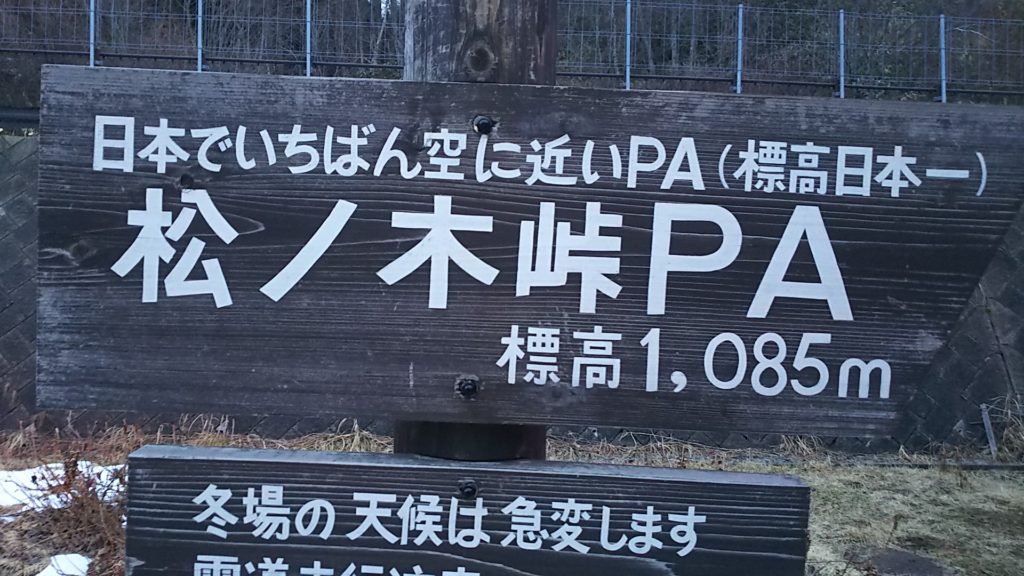 日本でいちばん空に近いPA(標高日本一)
松ノ木峠PA
標高1,085m
冬場の天候は急変します